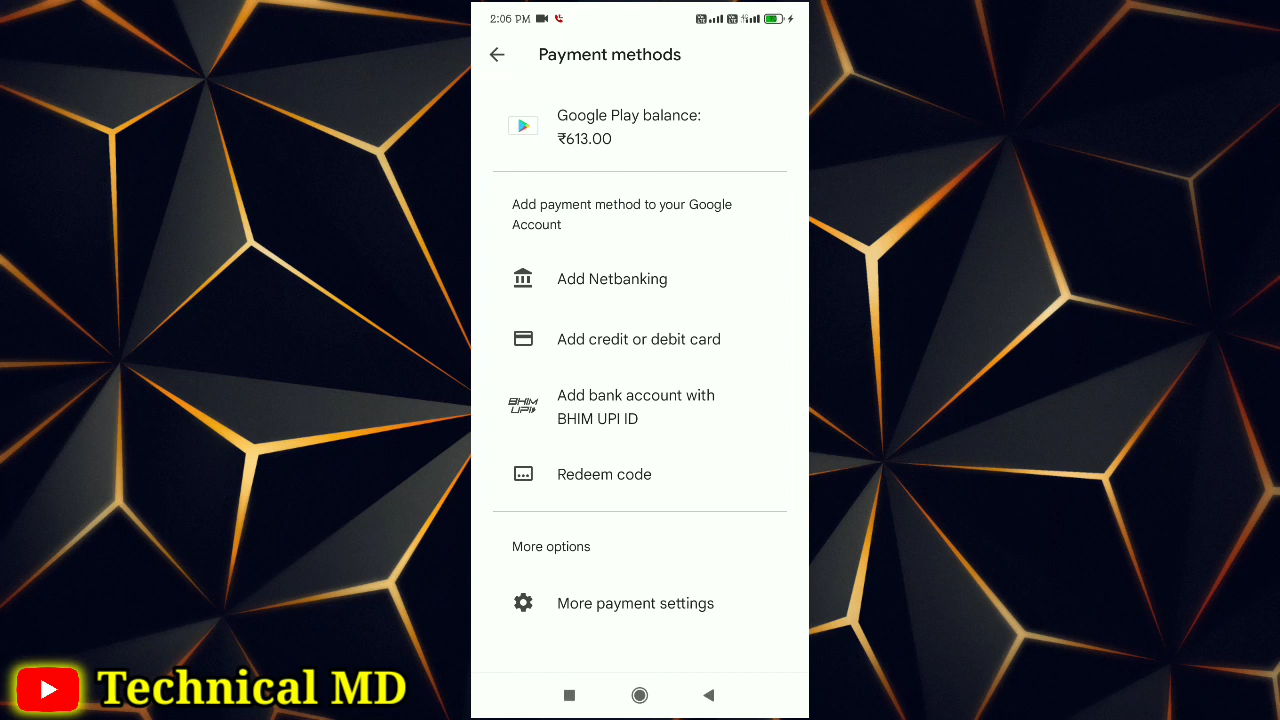 2:05 PM
Payment methods
Google Play balance:
₹613.00
Add payment method to your Google
Account
Add Netbanking
Add credit or debit card
BHIM
UPI
Add bank account with
BHIM UPI ID
Redeem code
More options
More payment settings
Technical MD